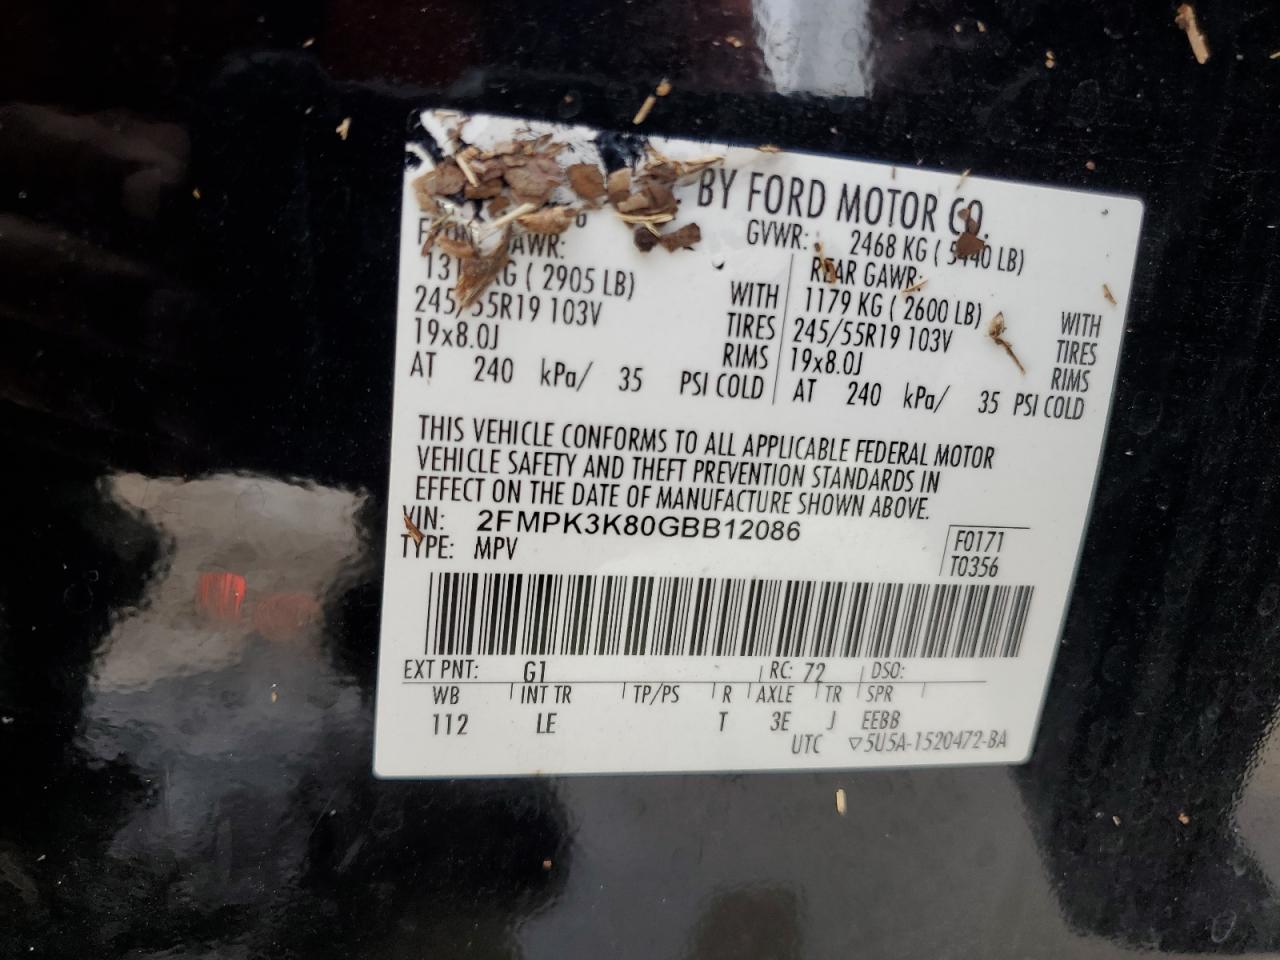 BY FORD MOTOR CO.
GVWR: 2468 KG ( 5440 LB)
GAWR: REAR GAWR:
KG ( 2905 LB) WITH 1179 KG ( 2600 LB) WITH
245/55R19 103V TIRES 245/55R19 103V TIRES
19x8.0J RIMS 19x8.0J RIMS
AT 240 kPa/ 35 PSI COLD AT 240 kPa/ 35 PSI COLD
THIS VEHICLE CONFORMS TO ALL APPLICABLE FEDERAL MOTOR
VEHICLE SAFETY AND THEFT PREVENTION STANDARDS IN
EFFECT ON THE DATE OF MANUFACTURE SHOWN ABOVE.
VIN: 2FMPK3K80GBB12086
F0171
TYPE: MPV
T0356
EXT PNT: G1 RC: 72 DSO:
WB INT TR TP/PS R AXLE TR SPR
112 LE T 3E J EEBB
UTC ▽5U5A-1520472-BA